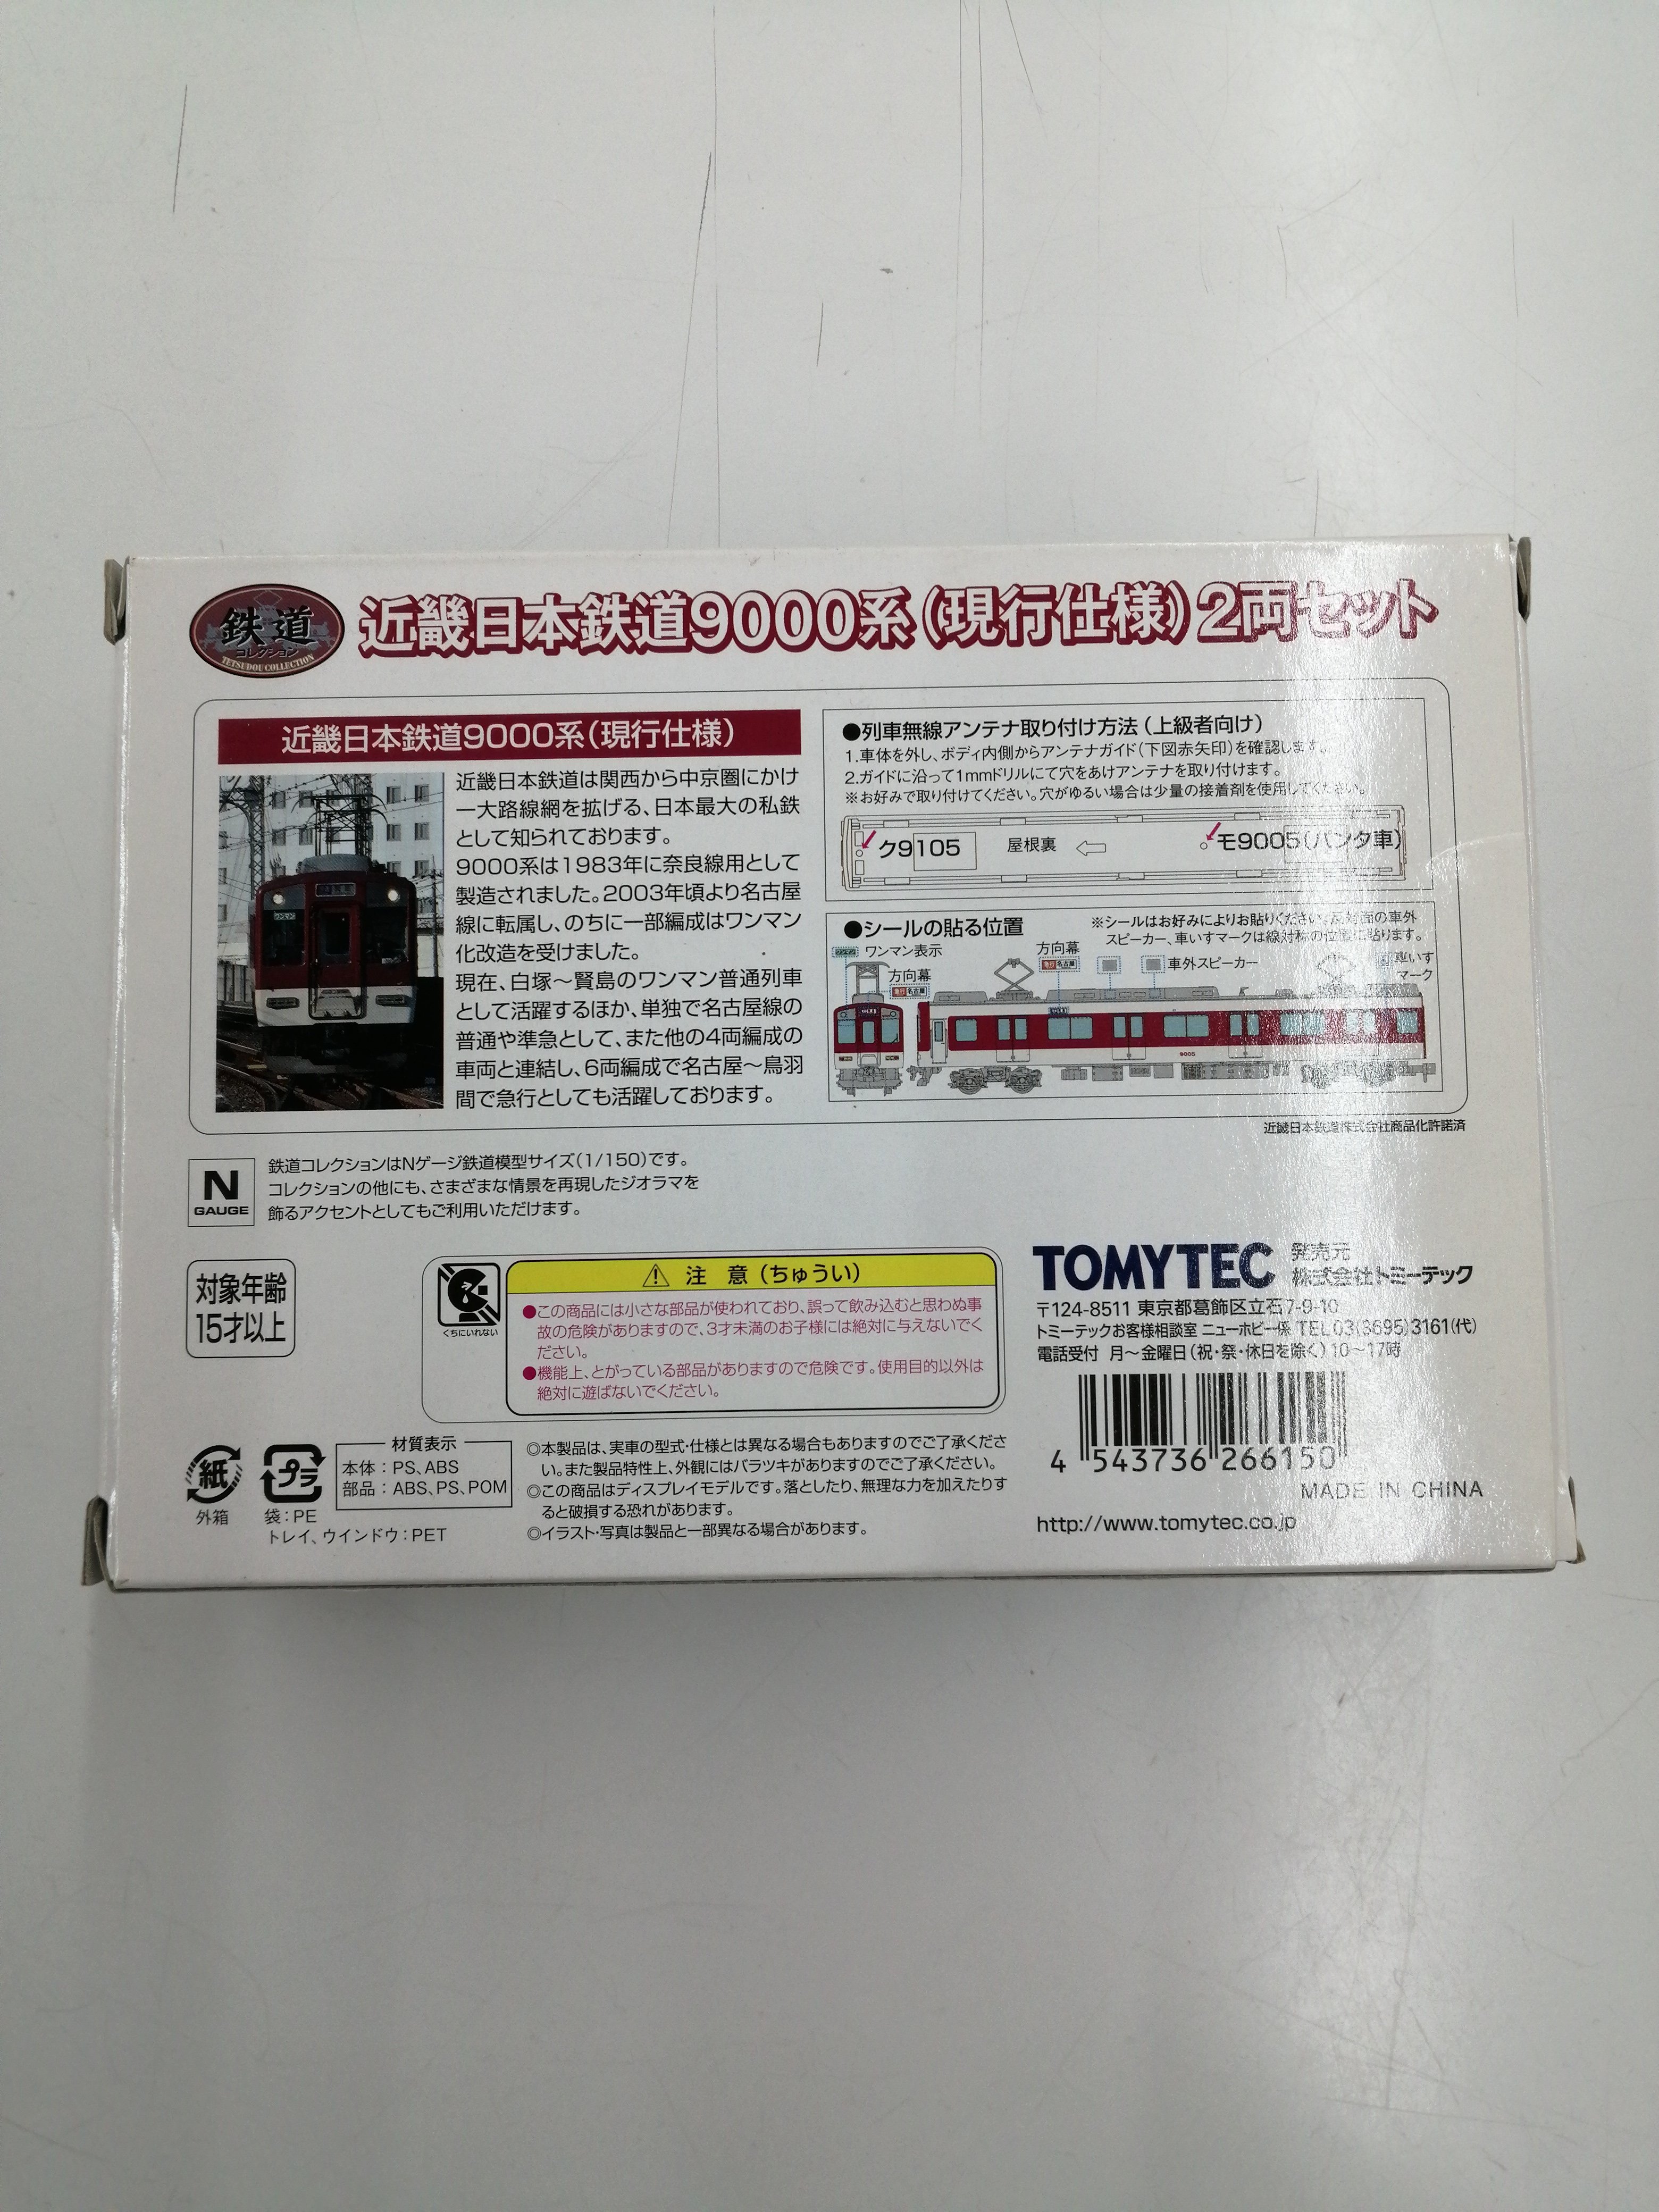 鉄道
コレクション
TETSUDOU COLLECTION
近畿日本鉄道9000系(現行仕様)2両セット
近畿日本鉄道9000系(現行仕様)
近畿日本鉄道は関西から中京圏にかけ
一大路線網を拡げる、日本最大の私鉄
として知られております。
9000系は1983年に奈良線用として
製造されました。2003年頃より名古屋
線に転属し、のちに一部編成はワンマン
化改造を受けました。
現在、白塚～賢島のワンマン普通列車
として活躍するほか、単独で名古屋線の
普通や準急として、また他の4両編成の
車両と連結し、6両編成で名古屋～鳥羽
間で急行としても活躍しております。
●列車無線アンテナ取り付け方法(上級者向け)
1.車体を外し、ボディ内側からアンテナガイド(下図赤矢印)を確認します。
2.ガイドに沿って1mmドリルにて穴をあけアンテナを取り付けます。
※お好みで取り付けてください。穴がゆるい場合は少量の接着剤を使用してください。
ク9105 屋根裏 モ9005(パンタ車)
●シールの貼る位置
※シールはお好みによりお貼りください。反対面の車外
スピーカー、車いすマークは線対称の位置に貼ります。
ワンマン ワンマン表示
方向幕
急行 名古屋
方向幕
急行 名古屋
車外スピーカー
車いす
マーク
9005
近畿日本鉄道株式会社商品化許諾済
N
GAUGE
鉄道コレクションはNゲージ鉄道模型サイズ(1/150)です。
コレクションの他にも、さまざまな情景を再現したジオラマを
飾るアクセントとしてもご利用いただけます。
対象年齢
15才以上
くちにいれない
注 意(ちゅうい)
●この商品には小さな部品が使われており、誤って飲み込むと思わぬ事
故の危険がありますので、3才未満のお子様には絶対に与えないでく
ださい。
●機能上、とがっている部品がありますので危険です。使用目的以外は
絶対に遊ばないでください。
TOMYTEC 発売元
株式会社トミーテック
〒124-8511 東京都葛飾区立石7-9-10
トミーテックお客様相談室 ニューホビー係 TEL03(3695)3161(代)
電話受付 月～金曜日(祝・祭・休日を除く)10～17時
4 543736 266150
MADE IN CHINA
http://www.tomytec.co.jp
紙
外箱
プラ
袋:PE
トレイ、ウインドウ:PET
材質表示
本体:PS、ABS
部品:ABS、PS、POM
◎本製品は、実車の型式・仕様とは異なる場合もありますのでご了承くださ
い。また製品特性上、外観にはバラツキがありますのでご了承ください。
◎この商品はディスプレイモデルです。落としたり、無理な力を加えたりす
ると破損する恐れがあります。
◎イラスト・写真は製品と一部異なる場合があります。